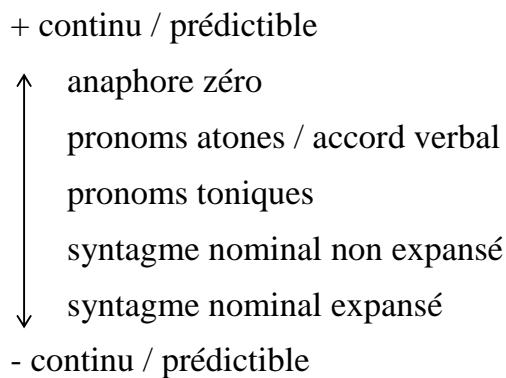 + continu / prédictible
anaphore zéro
pronoms atones / accord verbal
pronoms toniques
syntagme nominal non expansé
syntagme nominal expansé
- continu / prédictible